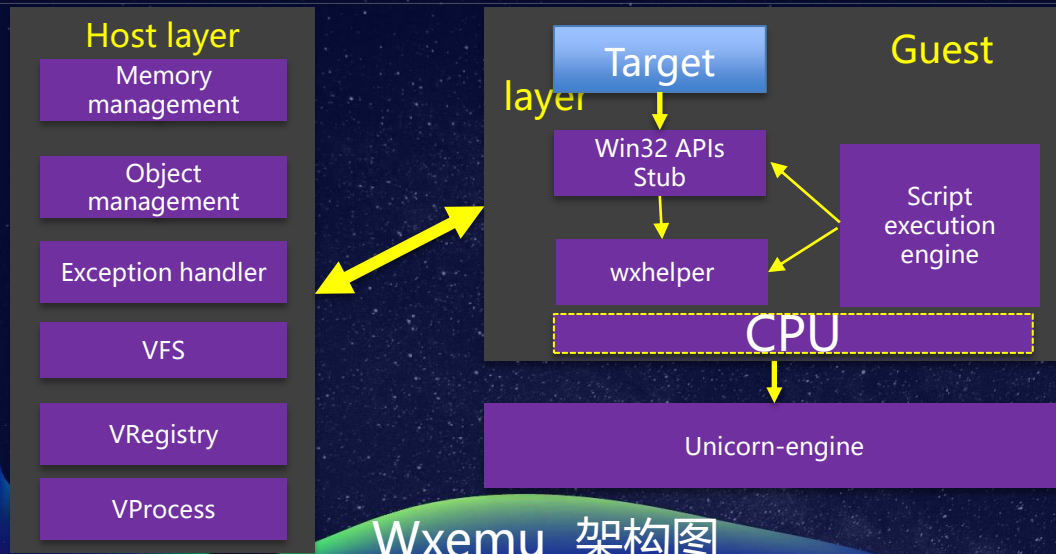 Host layer
Memory
management
Object
management
Exception handler
VFS
VRegistry
VProcess
Guest
layer
Target
Win32 APIs
Stub
wxhelper
Script
execution
engine
CPU
Unicorn-engine
Wxemu 架构图